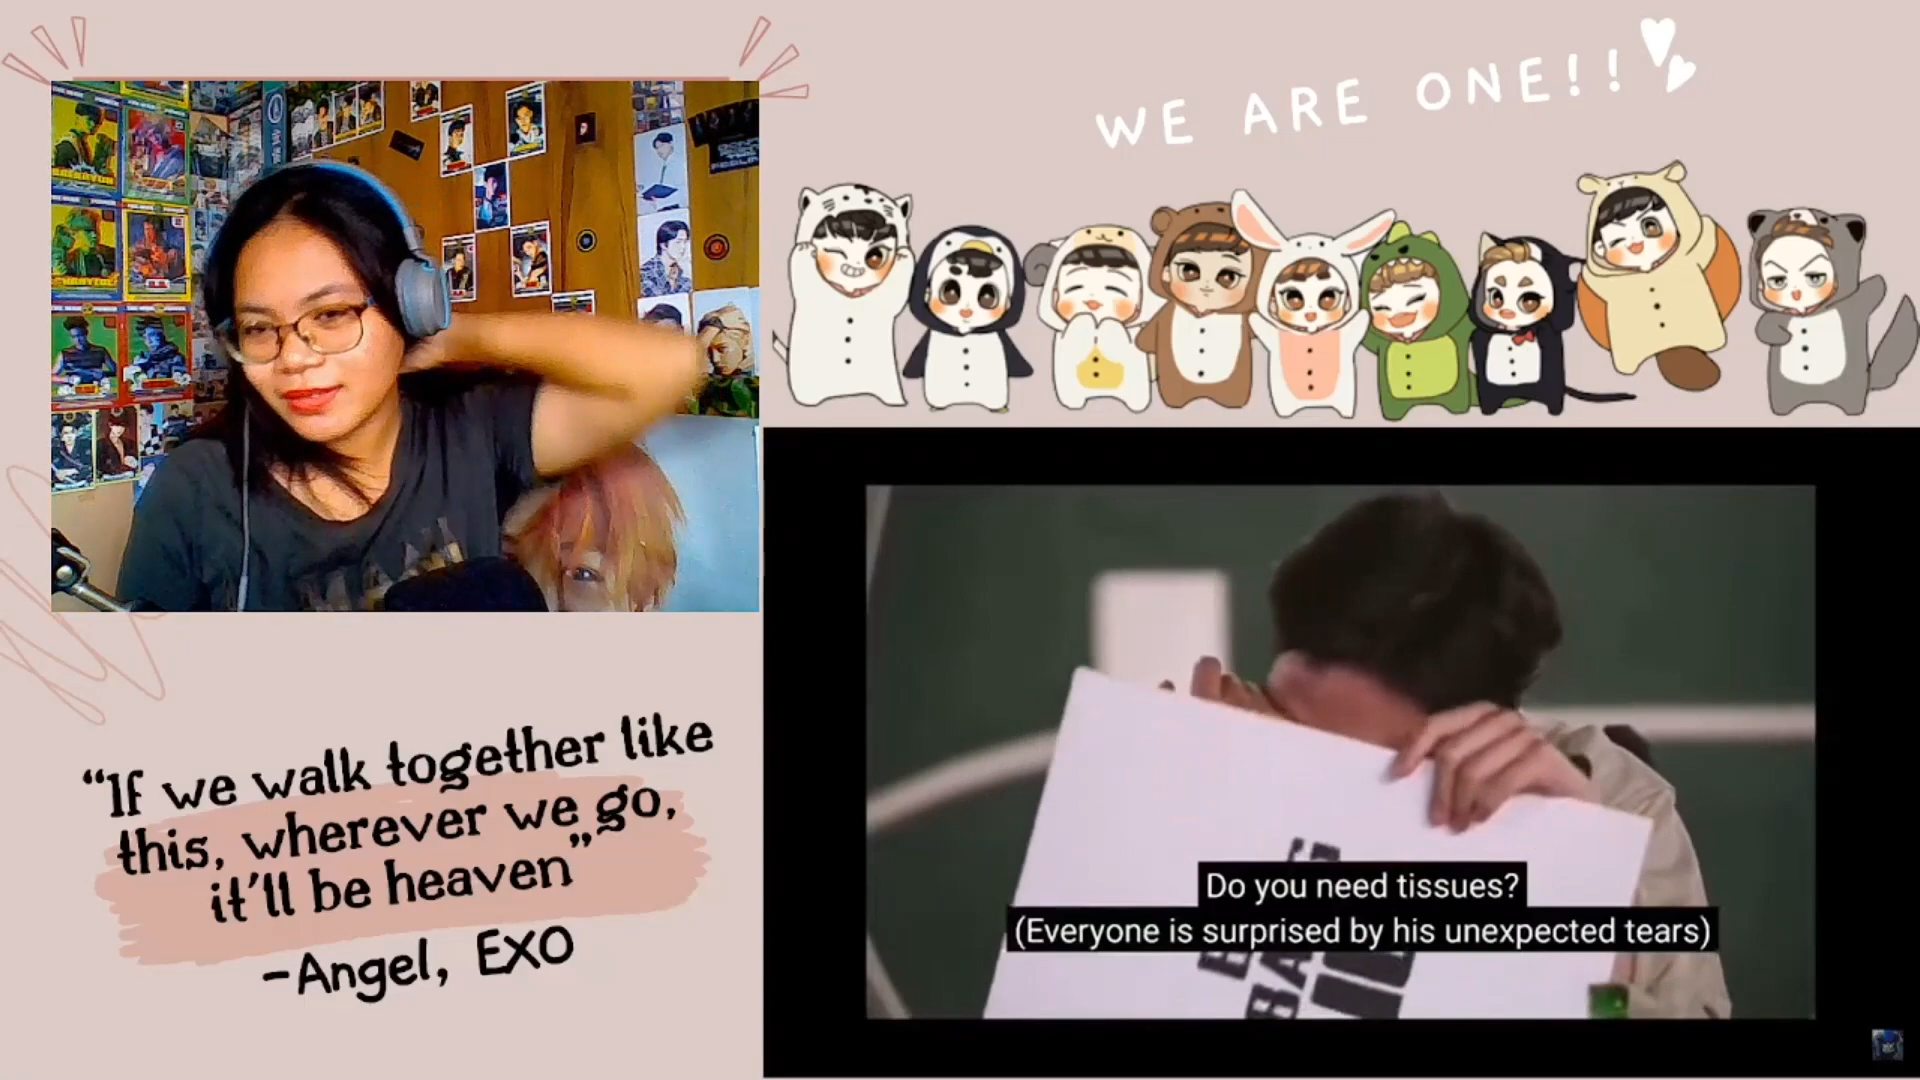 WE ARE ONE!!
“If we walk together like
this, wherever we go,
it'll be heaven”
-Angel, EXO
Do you need tissues?
(Everyone is surprised by his unexpected tears)